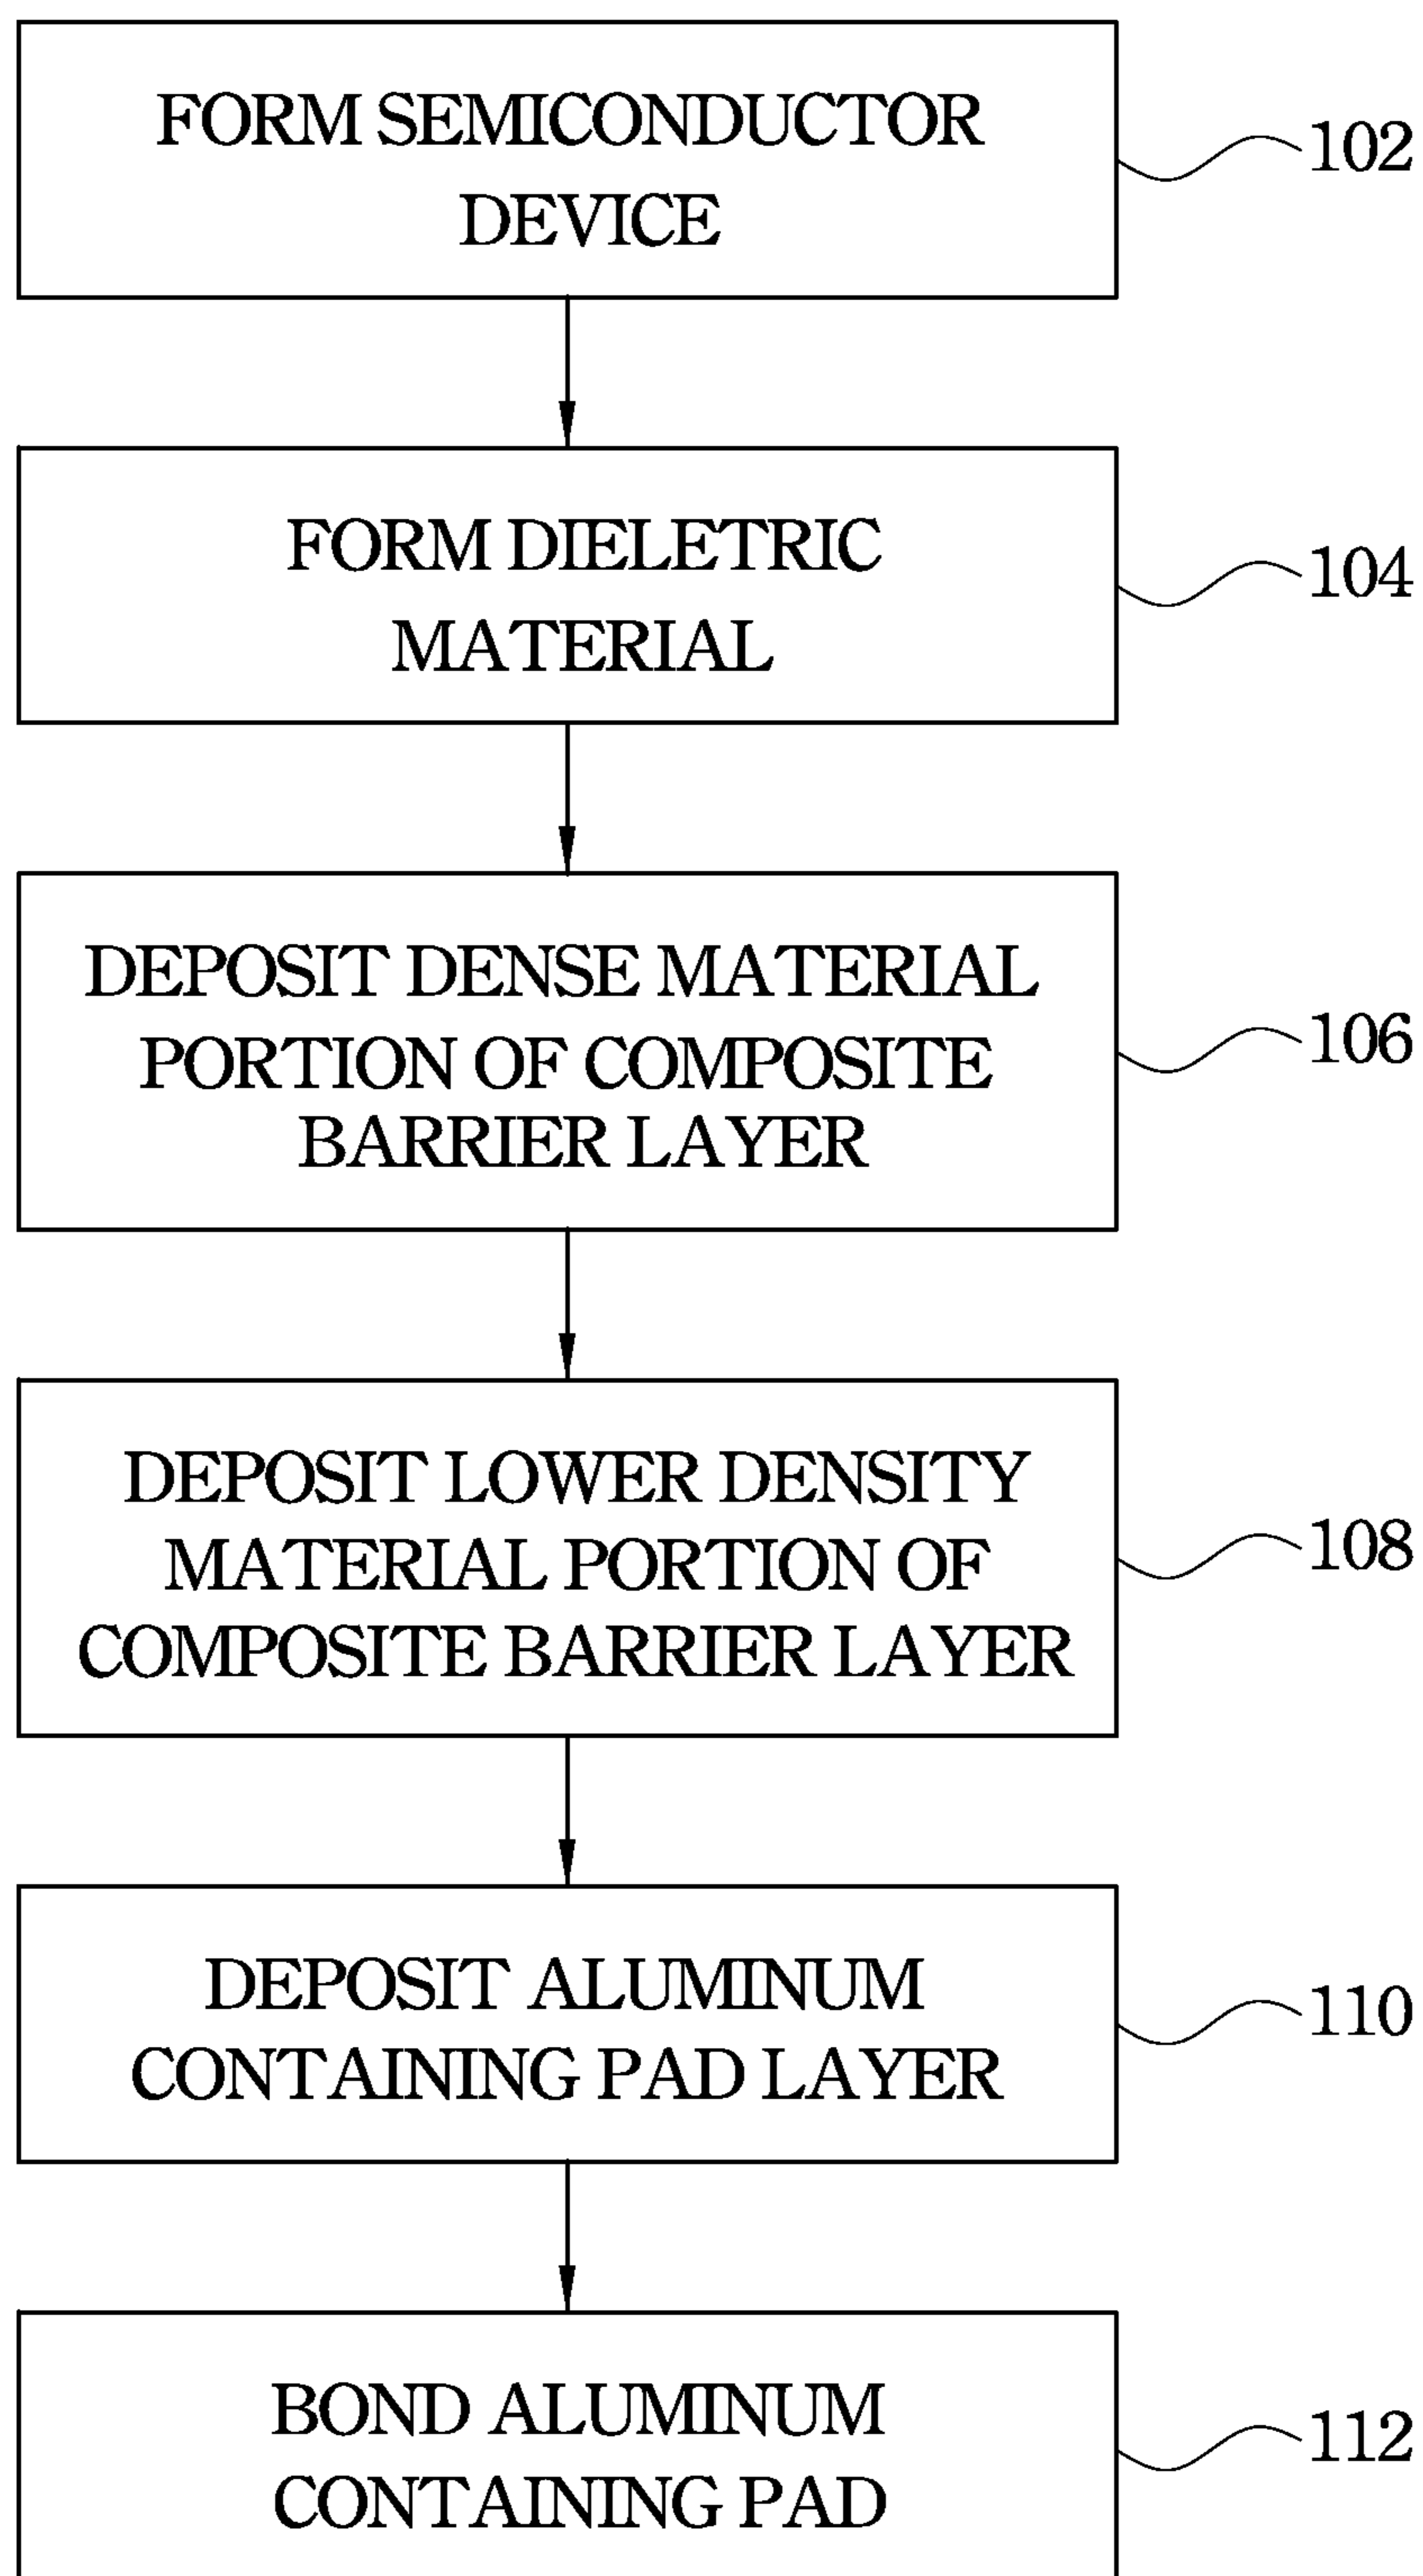 FORM SEMICONDUCTOR
DEVICE
102
FORM DIELETRIC
MATERIAL
104
DEPOSIT DENSE MATERIAL
PORTION OF COMPOSITE
BARRIER LAYER
106
DEPOSIT LOWER DENSITY
MATERIAL PORTION OF
COMPOSITE BARRIER LAYER
108
DEPOSIT ALUMINUM
CONTAINING PAD LAYER
110
BOND ALUMINUM
CONTAINING PAD
112